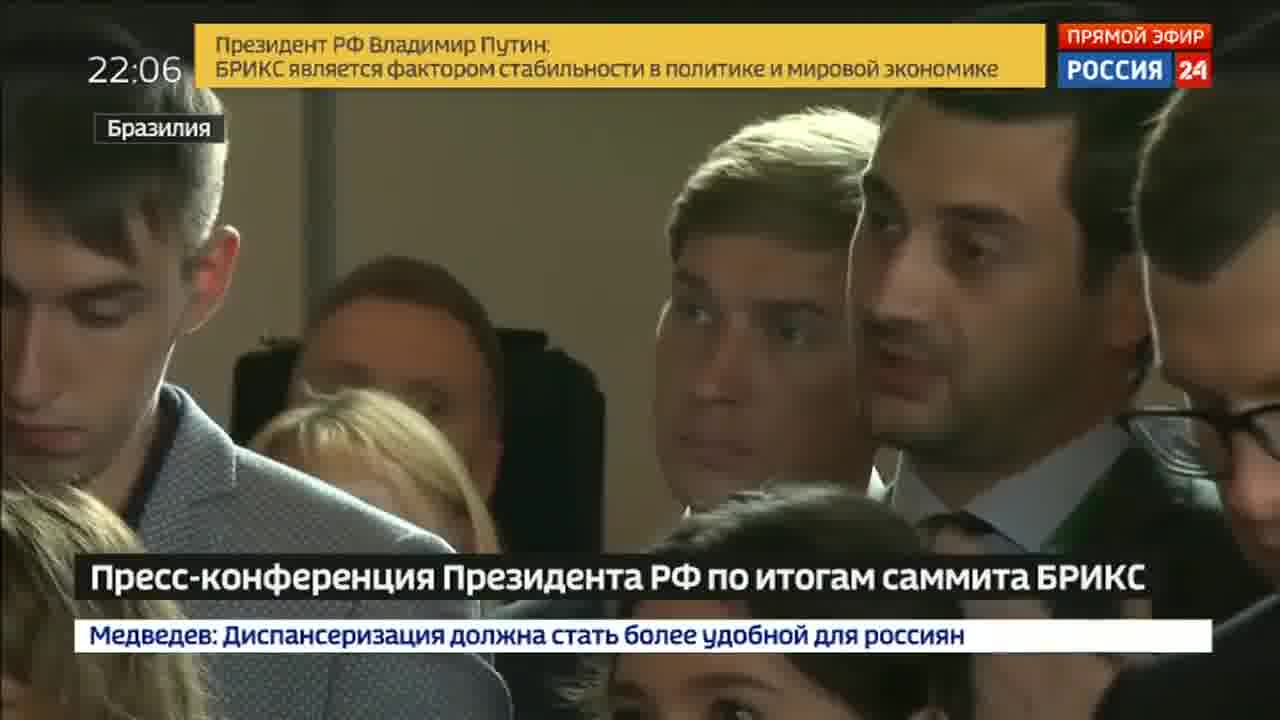 22:06
Президент РФ Владимир Путин:
БРИКС является фактором стабильности в политике и мировой экономике
ПРЯМОЙ ЭФИР
РОССИЯ 24
Бразилия
Пресс-конференция Президента РФ по итогам саммита БРИКС
Медведев: Диспансеризация должна стать более удобной для россиян